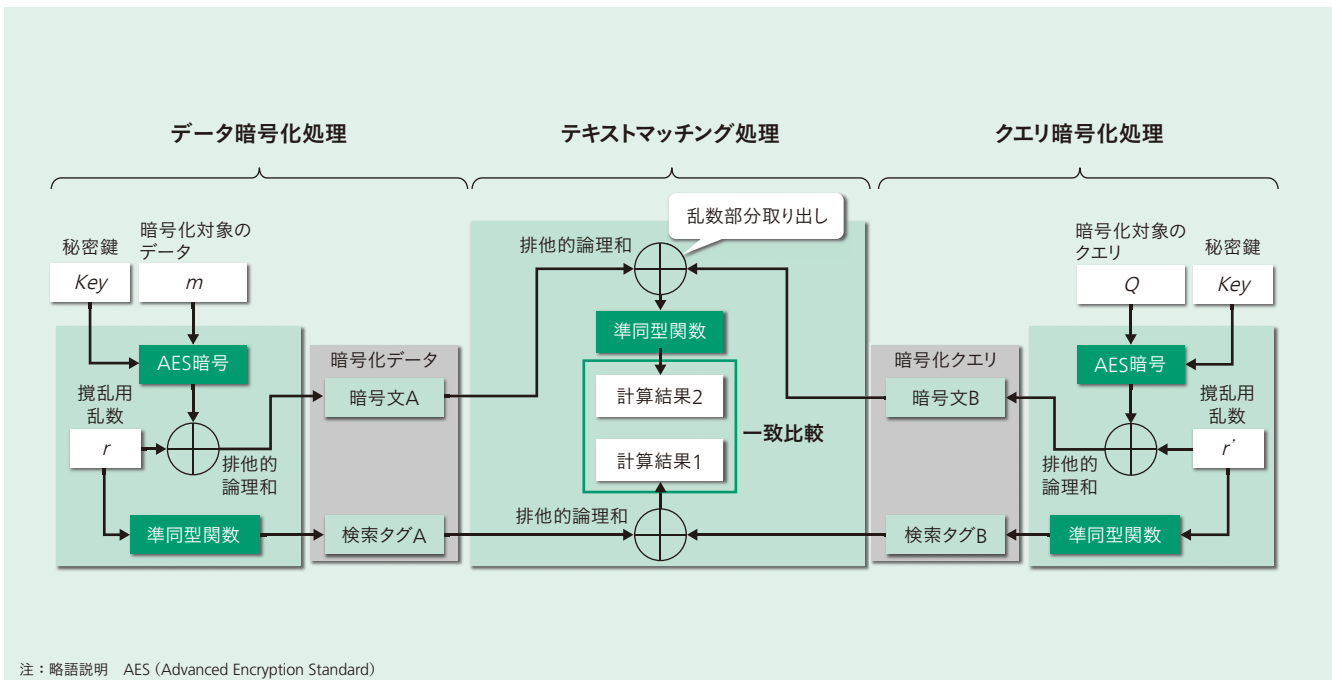 データ暗号化処理
テキストマッチング処理
クエリ暗号化処理
秘密鍵
Key
暗号化対象の
データ
m
AES暗号
攪乱用
乱数
r
排他的
論理和
準同型関数
暗号化データ
暗号文A
検索タグA
乱数部分取り出し
排他的論理和
準同型関数
計算結果2
一致比較
計算結果1
排他的論理和
暗号化クエリ
暗号文B
検索タグB
暗号化対象の
クエリ
Q
秘密鍵
Key
AES暗号
攪乱用
乱数
r'
排他的
論理和
準同型関数
注：略語説明　AES（Advanced Encryption Standard）